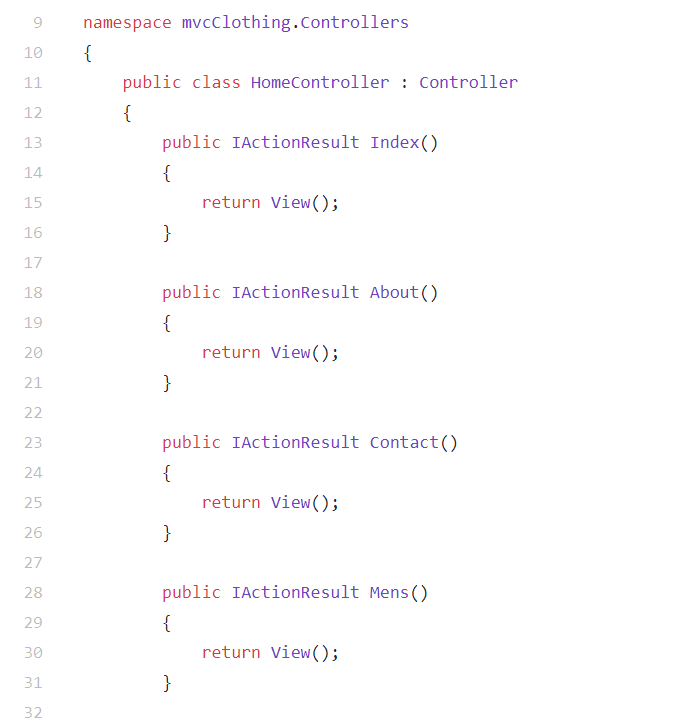 9 namespace mvcClothing.Controllers
10 {
11     public class HomeController : Controller
12     {
13         public IActionResult Index()
14         {
15             return View();
16         }
17
18         public IActionResult About()
19         {
20             return View();
21         }
22
23         public IActionResult Contact()
24         {
25             return View();
26         }
27
28         public IActionResult Mens()
29         {
30             return View();
31         }
32